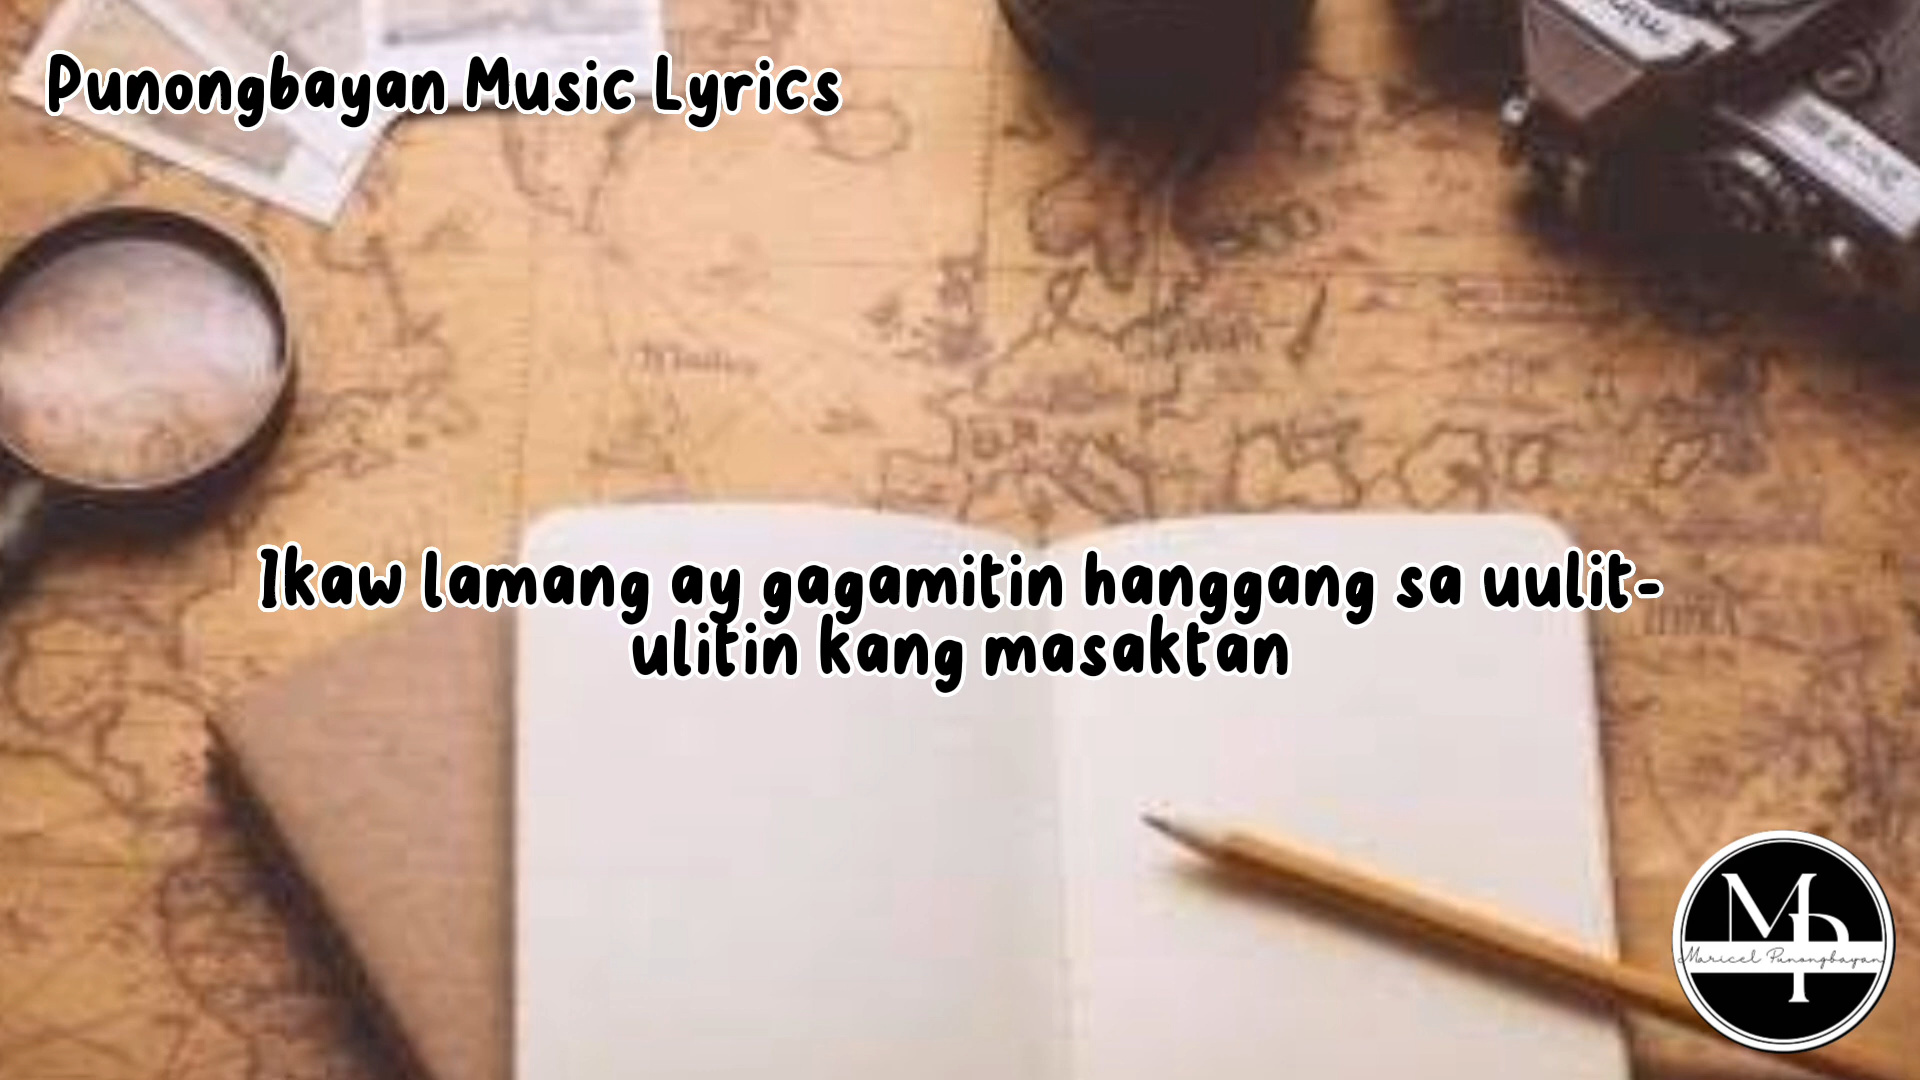 Punongbayan Music Lyrics
Ikaw lamang ay gagamitin hanggang sa uulit-
ulitin kang masaktan
MP
Maricel Punongbayan